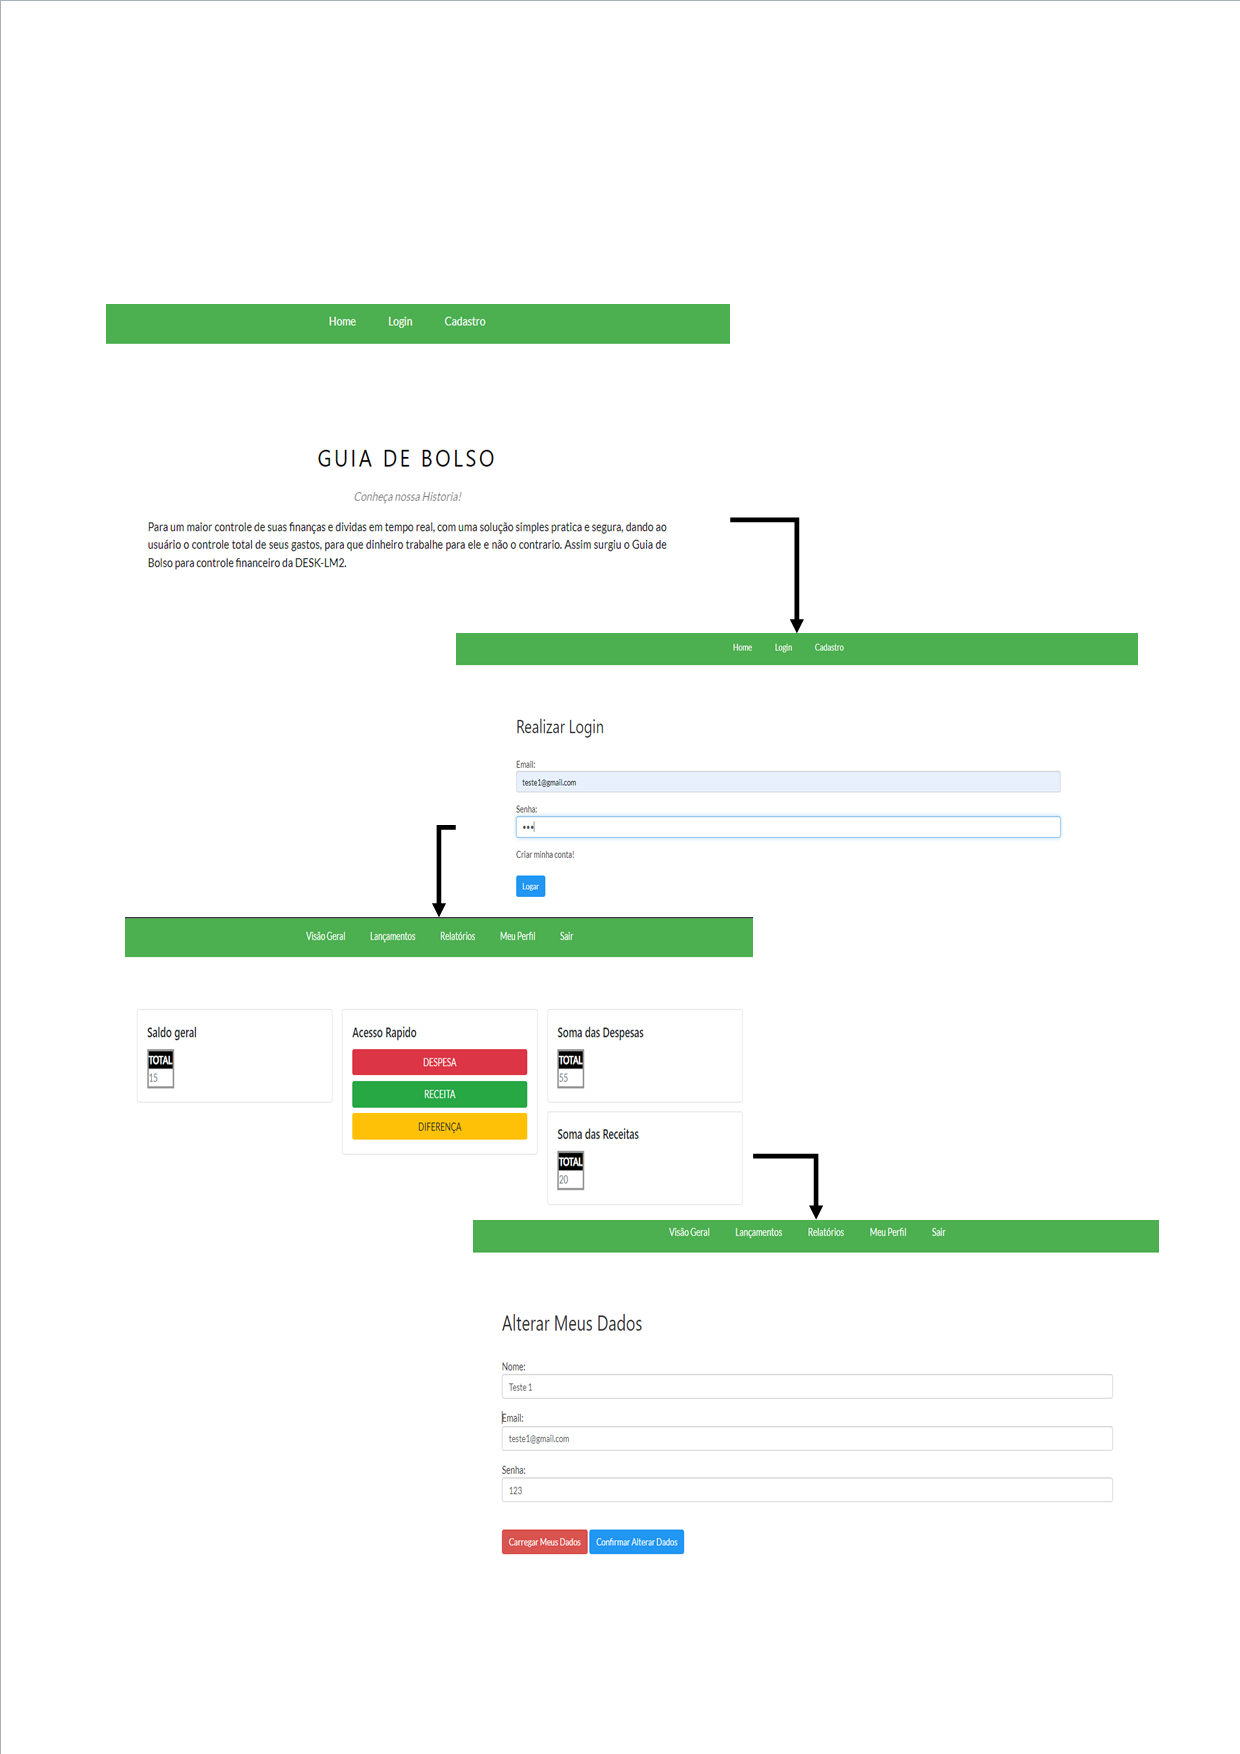 Home Login Cadastro
GUIA DE BOLSO
Conheça nossa Historia!
Para um maior controle de suas finanças e dividas em tempo real, com uma solução simples pratica e segura, dando ao
usuário o controle total de seus gastos, para que dinheiro trabalhe para ele e não o contrario. Assim surgiu o Guia de
Bolso para controle financeiro da DESK-LM2.
Home Login Cadastro
Realizar Login
Email:
teste1@gmail.com
Senha:
•••
Criar minha conta!
Logar
Visão Geral Lançamentos Relatórios Meu Perfil Sair
Saldo geral
TOTAL
15
Acesso Rapido
DESPESA
RECEITA
DIFERENÇA
Soma das Despesas
TOTAL
55
Soma das Receitas
TOTAL
20
Visão Geral Lançamentos Relatórios Meu Perfil Sair
Alterar Meus Dados
Nome:
Teste 1
Email:
teste1@gmail.com
Senha:
123
Carregar Meus Dados Confirmar Alterar Dados